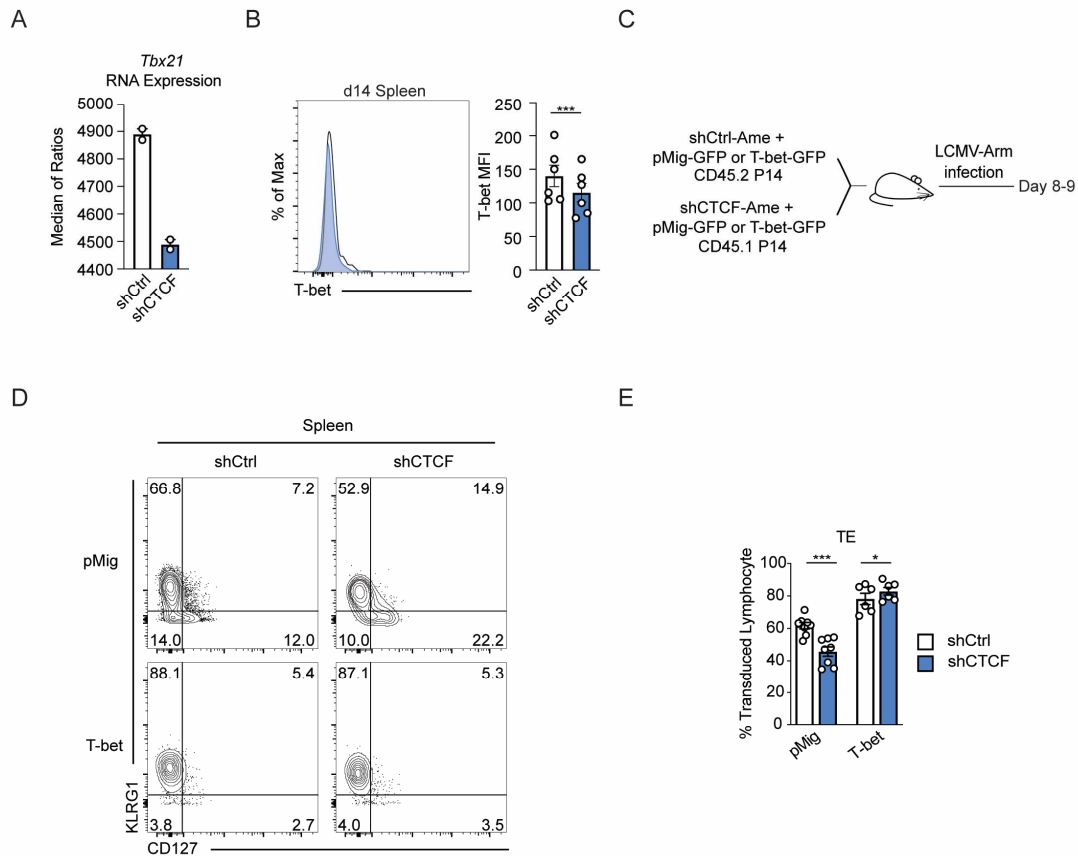 A
Tbx21
RNA Expression
5000
4900
4800
4700
4600
4500
4400
Median of Ratios
shCtrl
shCTCF
B
d14 Spleen
% of Max
T-bet
250
200
150
100
50
0
T-bet MFI
***
shCtrl
shCTCF
C
shCtrl-Ame +
pMig-GFP or T-bet-GFP
CD45.2 P14
shCTCF-Ame +
pMig-GFP or T-bet-GFP
CD45.1 P14
LCMV-Arm
infection
Day 8-9
D
Spleen
shCtrl
shCTCF
pMig
66.8
7.2
14.0
12.0
52.9
14.9
10.0
22.2
T-bet
88.1
5.4
3.8
2.7
87.1
5.3
4.0
3.5
KLRG1
CD127
E
TE
***
*
100
80
60
40
20
0
% Transduced Lymphocyte
pMig
T-bet
shCtrl
shCTCF